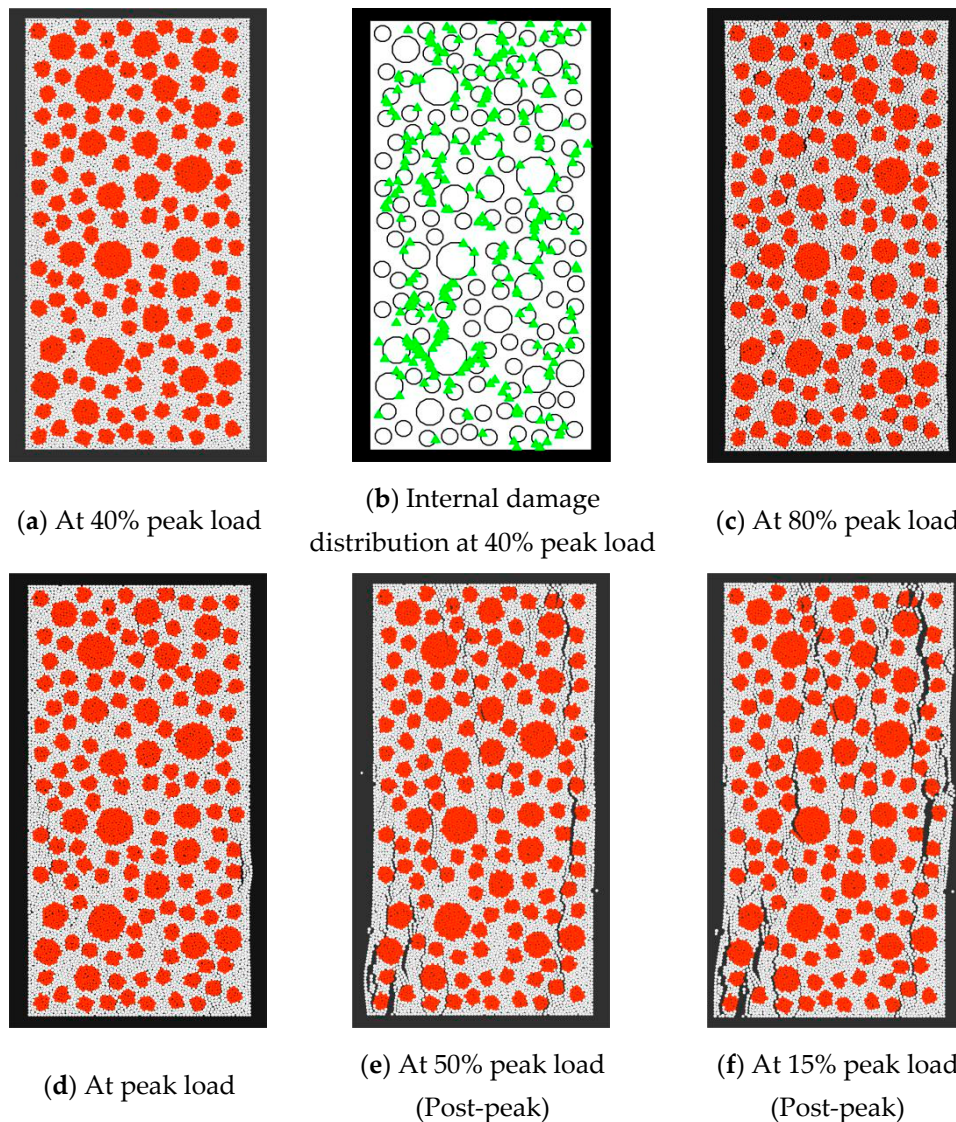 (a) At 40% peak load
(b) Internal damage
distribution at 40% peak load
(c) At 80% peak load
(d) At peak load
(e) At 50% peak load
(Post-peak)
(f) At 15% peak load
(Post-peak)